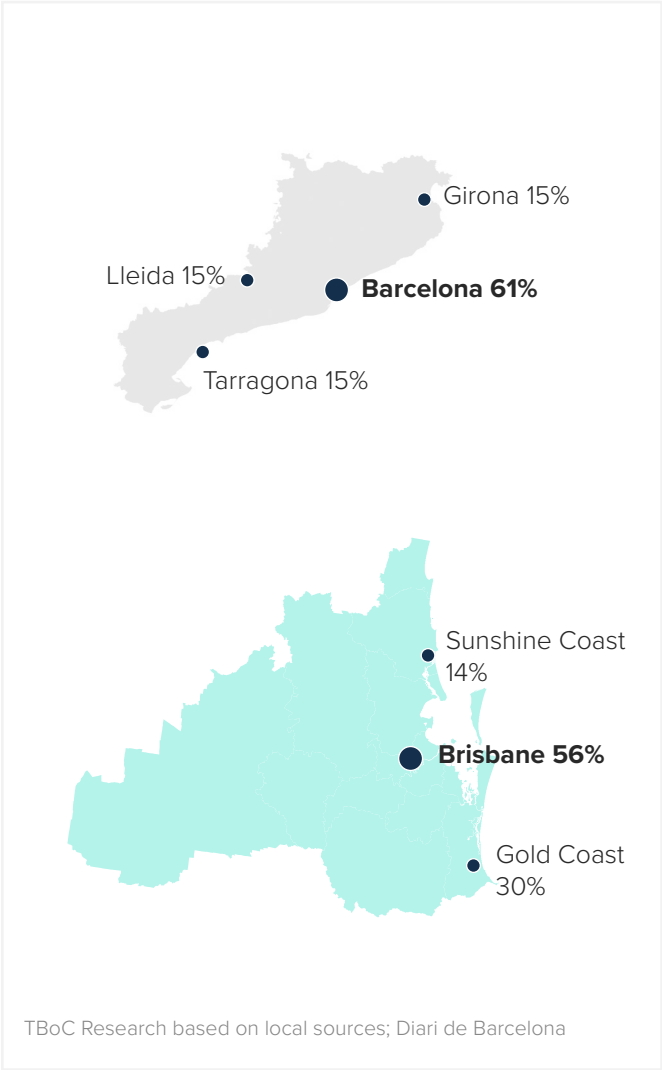 Girona 15%
Lleida 15%
Barcelona 61%
Tarragona 15%
Sunshine Coast
14%
Brisbane 56%
Gold Coast
30%
TBoC Research based on local sources; Diari de Barcelona